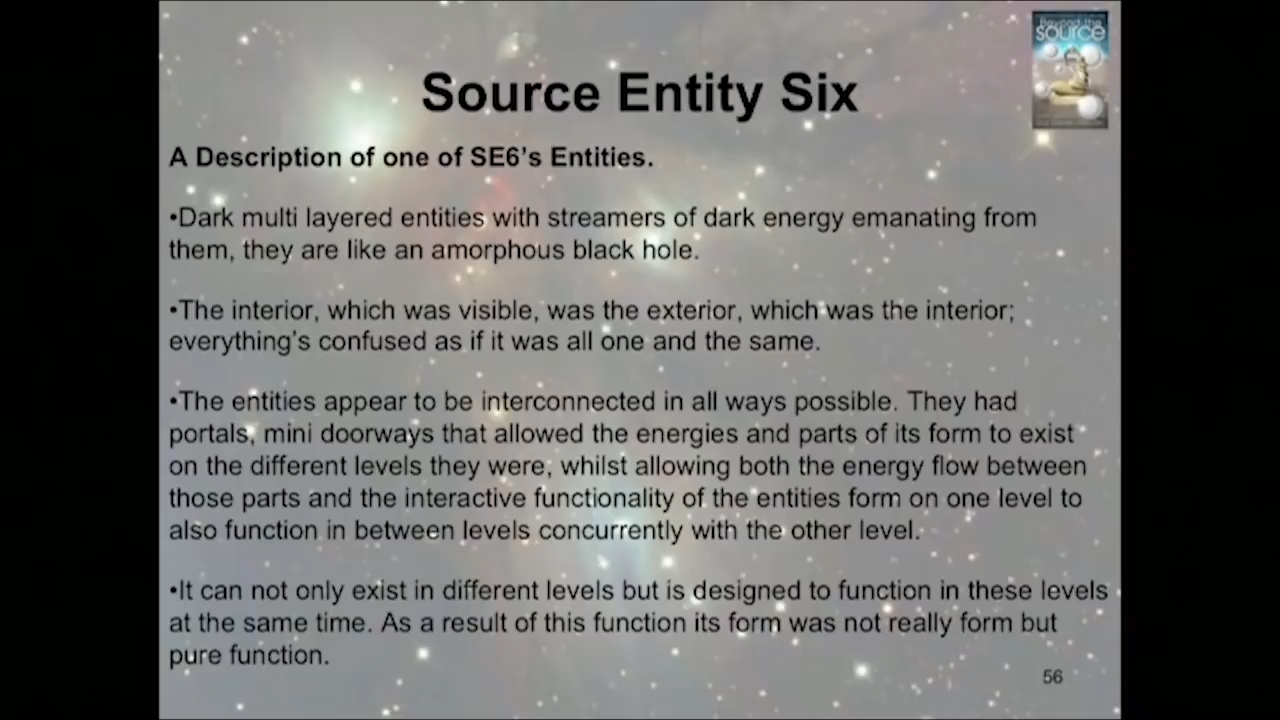 Beyond the
source
Source Entity Six
A Description of one of SE6's Entities.
•Dark multi layered entities with streamers of dark energy emanating from
them, they are like an amorphous black hole.
•The interior, which was visible, was the exterior, which was the interior;
everything's confused as if it was all one and the same.
•The entities appear to be interconnected in all ways possible. They had
portals, mini doorways that allowed the energies and parts of its form to exist
on the different levels they were; whilst allowing both the energy flow between
those parts and the interactive functionality of the entities form on one level to
also function in between levels concurrently with the other level.
•It can not only exist in different levels but is designed to function in these levels
at the same time. As a result of this function its form was not really form but
pure function.
56